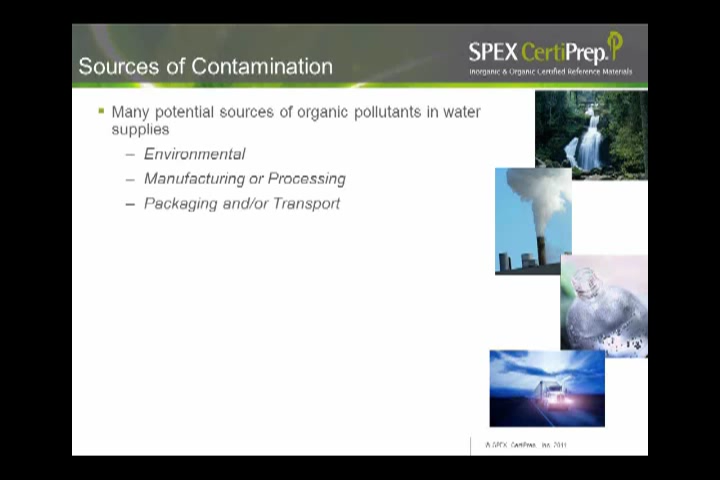 Sources of Contamination
SPEX CertiPrep.
Inorganic & Organic Certified Reference Materials
Many potential sources of organic pollutants in water
supplies
– Environmental
– Manufacturing or Processing
– Packaging and/or Transport
© SPEX CertiPrep, Inc. 2011